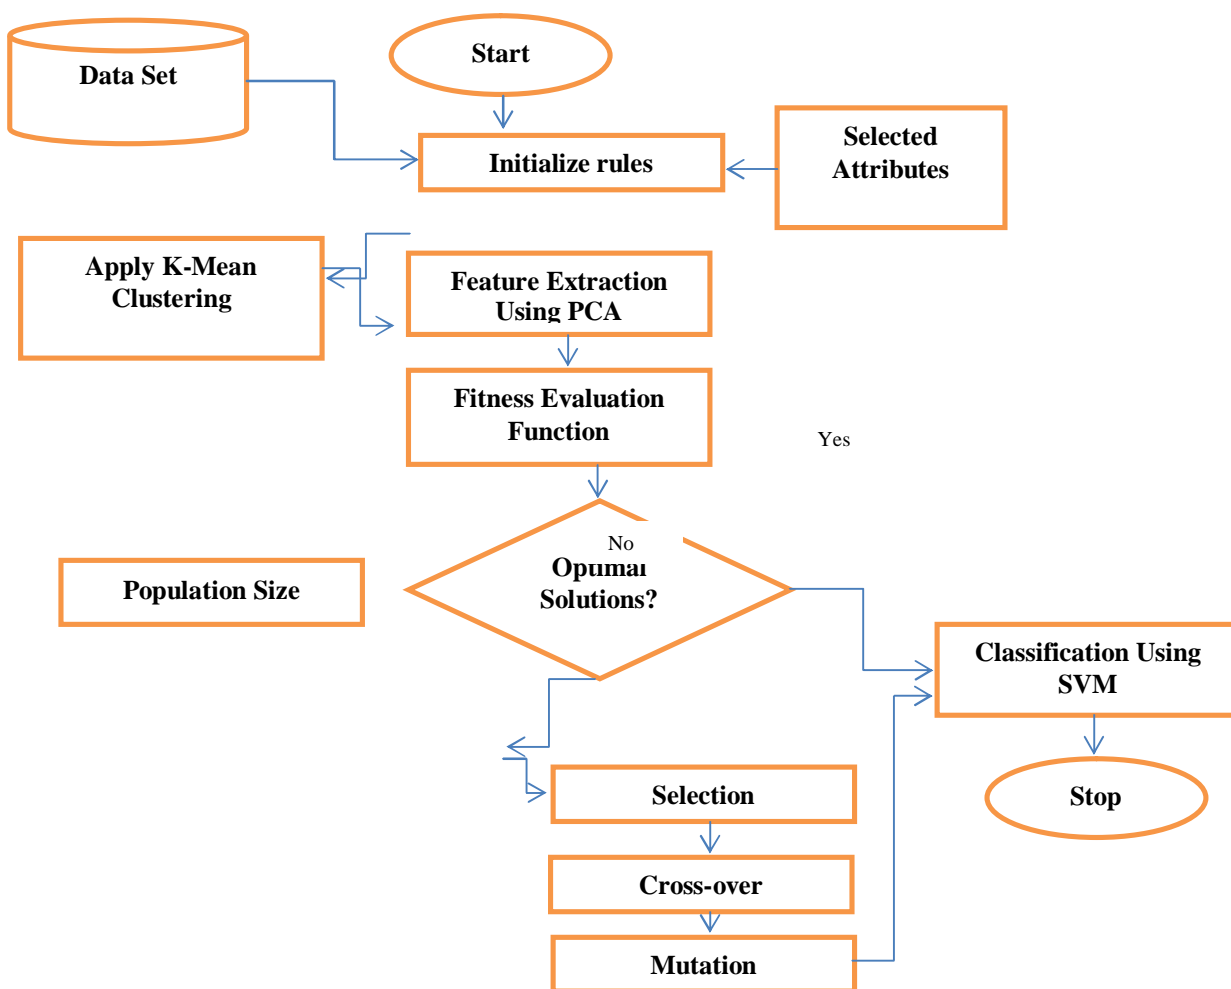 Data Set
Start
Initialize rules
Selected
Attributes
Apply K-Mean
Clustering
Feature Extraction
Using PCA
Fitness Evaluation
Function
Yes
No
Optimal
Solutions?
Population Size
Classification Using
SVM
Selection
Stop
Cross-over
Mutation